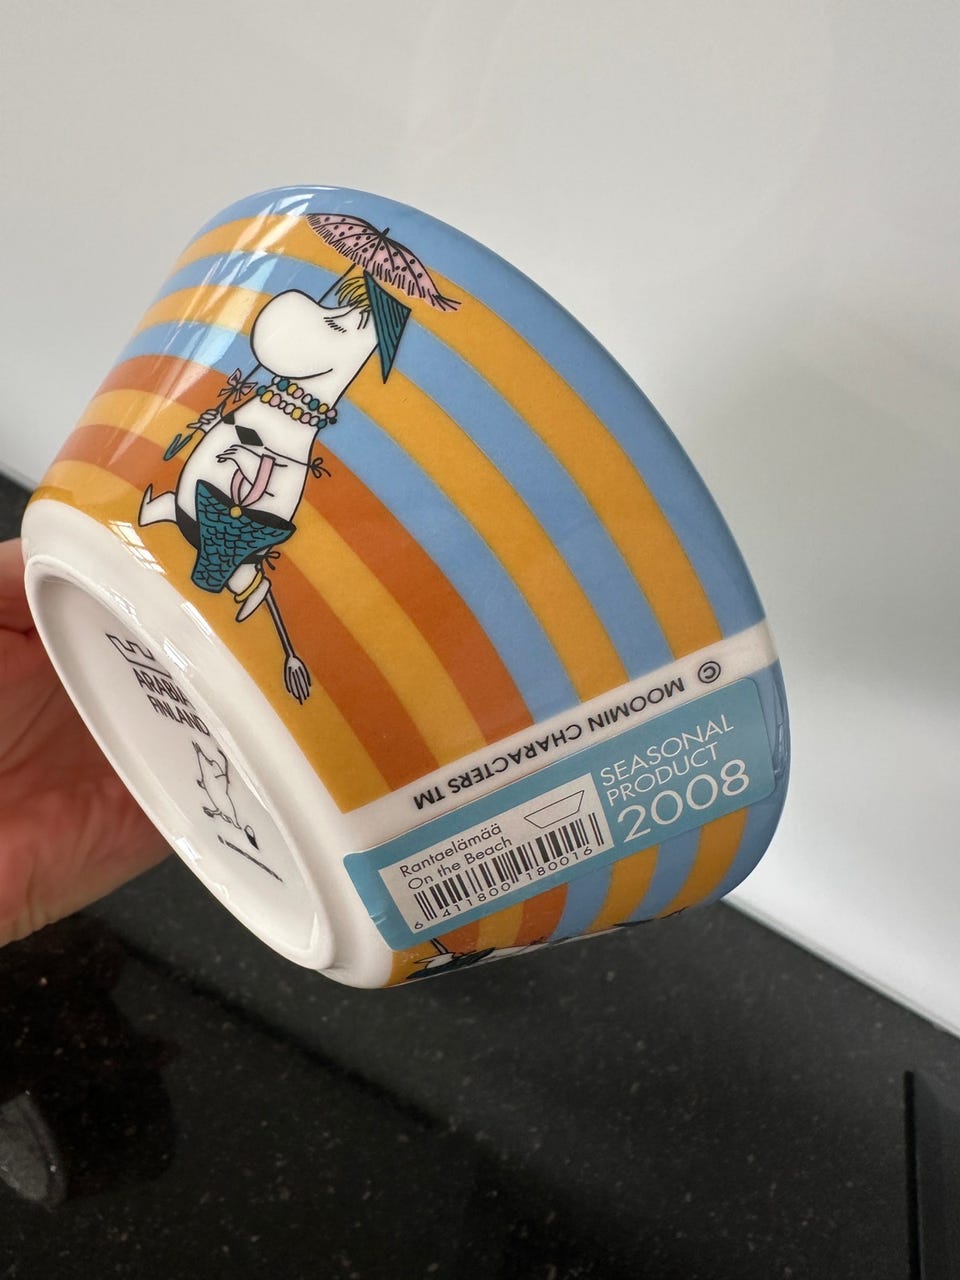 ARABIA
FINLAND
© MOOMIN CHARACTERS TM
Rantaelämää
On the Beach
6 411800 180016
SEASONAL
PRODUCT
2008